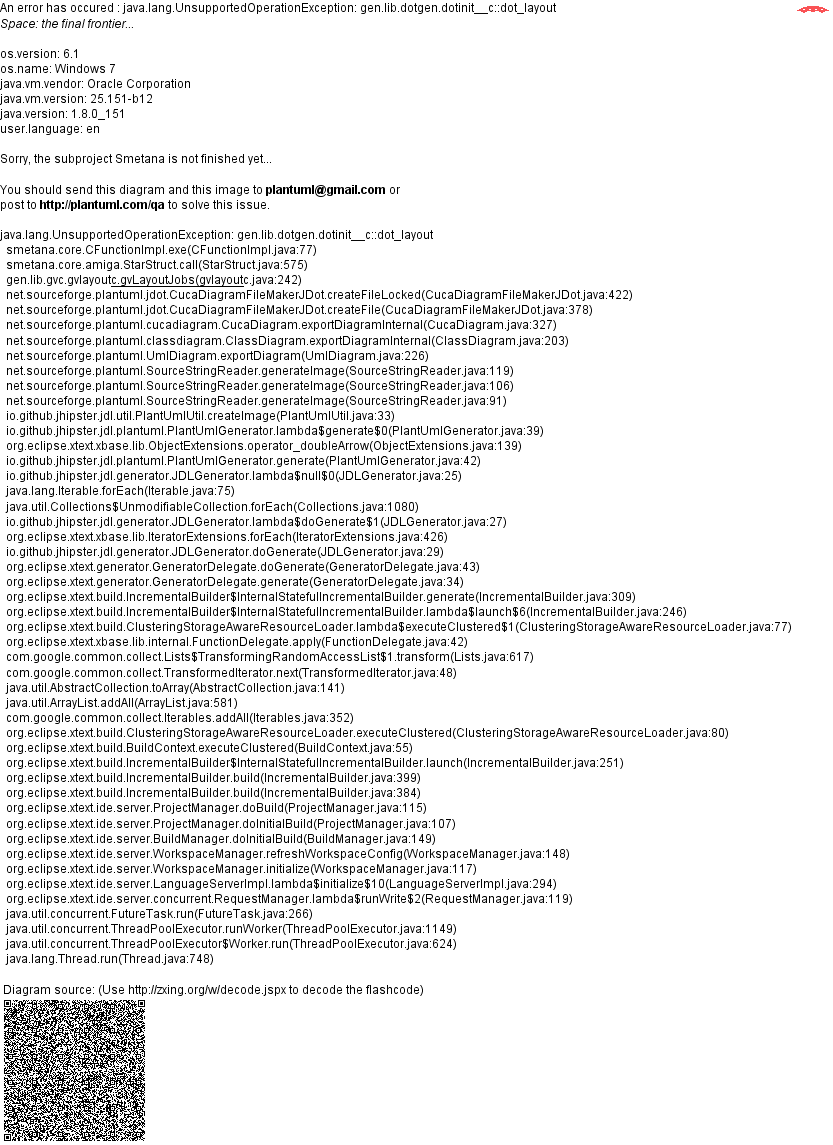 An error has occured : java.lang.UnsupportedOperationException: gen.lib.dotgen.dotinit__c::dot_layout
Space: the final frontier...
os.version: 6.1
os.name: Windows 7
java.vm.vendor: Oracle Corporation
java.vm.version: 25.151-b12
java.version: 1.8.0_151
user.language: en
Sorry, the subproject Smetana is not finished yet...
You should send this diagram and this image to plantuml@gmail.com or
post to http://plantuml.com/qa to solve this issue.
java.lang.UnsupportedOperationException: gen.lib.dotgen.dotinit__c::dot_layout
smetana.core.CFunctionImpl.exe(CFunctionImpl.java:77)
smetana.core.amiga.StarStruct.call(StarStruct.java:575)
gen.lib.gvc.gvlayoutc.gvLayoutJobs(gvlayoutc.java:242)
net.sourceforge.plantuml.jdot.CucaDiagramFileMakerJDot.createFileLocked(CucaDiagramFileMakerJDot.java:422)
net.sourceforge.plantuml.jdot.CucaDiagramFileMakerJDot.createFile(CucaDiagramFileMakerJDot.java:378)
net.sourceforge.plantuml.cucadiagram.CucaDiagram.exportDiagramInternal(CucaDiagram.java:327)
net.sourceforge.plantuml.classdiagram.ClassDiagram.exportDiagramInternal(ClassDiagram.java:203)
net.sourceforge.plantuml.UmlDiagram.exportDiagram(UmlDiagram.java:226)
net.sourceforge.plantuml.SourceStringReader.generateImage(SourceStringReader.java:119)
net.sourceforge.plantuml.SourceStringReader.generateImage(SourceStringReader.java:106)
net.sourceforge.plantuml.SourceStringReader.generateImage(SourceStringReader.java:91)
io.github.jhipster.jdl.util.PlantUmlUtil.createImage(PlantUmlUtil.java:33)
io.github.jhipster.jdl.plantuml.PlantUmlGenerator.lambda$generate$0(PlantUmlGenerator.java:39)
org.eclipse.xtext.xbase.lib.ObjectExtensions.operator_doubleArrow(ObjectExtensions.java:139)
io.github.jhipster.jdl.plantuml.PlantUmlGenerator.generate(PlantUmlGenerator.java:42)
io.github.jhipster.jdl.generator.JDLGenerator.lambda$null$0(JDLGenerator.java:25)
java.lang.Iterable.forEach(Iterable.java:75)
java.util.Collections$UnmodifiableCollection.forEach(Collections.java:1080)
io.github.jhipster.jdl.generator.JDLGenerator.lambda$doGenerate$1(JDLGenerator.java:27)
org.eclipse.xtext.xbase.lib.IteratorExtensions.forEach(IteratorExtensions.java:426)
io.github.jhipster.jdl.generator.JDLGenerator.doGenerate(JDLGenerator.java:29)
org.eclipse.xtext.generator.GeneratorDelegate.doGenerate(GeneratorDelegate.java:43)
org.eclipse.xtext.generator.GeneratorDelegate.generate(GeneratorDelegate.java:34)
org.eclipse.xtext.build.IncrementalBuilder$InternalStatefulIncrementalBuilder.generate(IncrementalBuilder.java:309)
org.eclipse.xtext.build.IncrementalBuilder$InternalStatefulIncrementalBuilder.lambda$launch$6(IncrementalBuilder.java:246)
org.eclipse.xtext.build.ClusteringStorageAwareResourceLoader.lambda$executeClustered$1(ClusteringStorageAwareResourceLoader.java:77)
org.eclipse.xtext.xbase.lib.internal.FunctionDelegate.apply(FunctionDelegate.java:42)
com.google.common.collect.Lists$TransformingRandomAccessList$1.transform(Lists.java:617)
com.google.common.collect.TransformedIterator.next(TransformedIterator.java:48)
java.util.AbstractCollection.toArray(AbstractCollection.java:141)
java.util.ArrayList.addAll(ArrayList.java:581)
com.google.common.collect.Iterables.addAll(Iterables.java:352)
org.eclipse.xtext.build.ClusteringStorageAwareResourceLoader.executeClustered(ClusteringStorageAwareResourceLoader.java:80)
org.eclipse.xtext.build.BuildContext.executeClustered(BuildContext.java:55)
org.eclipse.xtext.build.IncrementalBuilder$InternalStatefulIncrementalBuilder.launch(IncrementalBuilder.java:251)
org.eclipse.xtext.build.IncrementalBuilder.build(IncrementalBuilder.java:399)
org.eclipse.xtext.build.IncrementalBuilder.build(IncrementalBuilder.java:384)
org.eclipse.xtext.ide.server.ProjectManager.doBuild(ProjectManager.java:115)
org.eclipse.xtext.ide.server.ProjectManager.doInitialBuild(ProjectManager.java:107)
org.eclipse.xtext.ide.server.BuildManager.doInitialBuild(BuildManager.java:149)
org.eclipse.xtext.ide.server.WorkspaceManager.refreshWorkspaceConfig(WorkspaceManager.java:148)
org.eclipse.xtext.ide.server.WorkspaceManager.initialize(WorkspaceManager.java:117)
org.eclipse.xtext.ide.server.LanguageServerImpl.lambda$initialize$10(LanguageServerImpl.java:294)
org.eclipse.xtext.ide.server.concurrent.RequestManager.lambda$runWrite$2(RequestManager.java:119)
java.util.concurrent.FutureTask.run(FutureTask.java:266)
java.util.concurrent.ThreadPoolExecutor.runWorker(ThreadPoolExecutor.java:1149)
java.util.concurrent.ThreadPoolExecutor$Worker.run(ThreadPoolExecutor.java:624)
java.lang.Thread.run(Thread.java:748)
Diagram source: (Use http://zxing.org/w/decode.jspx to decode the flashcode)